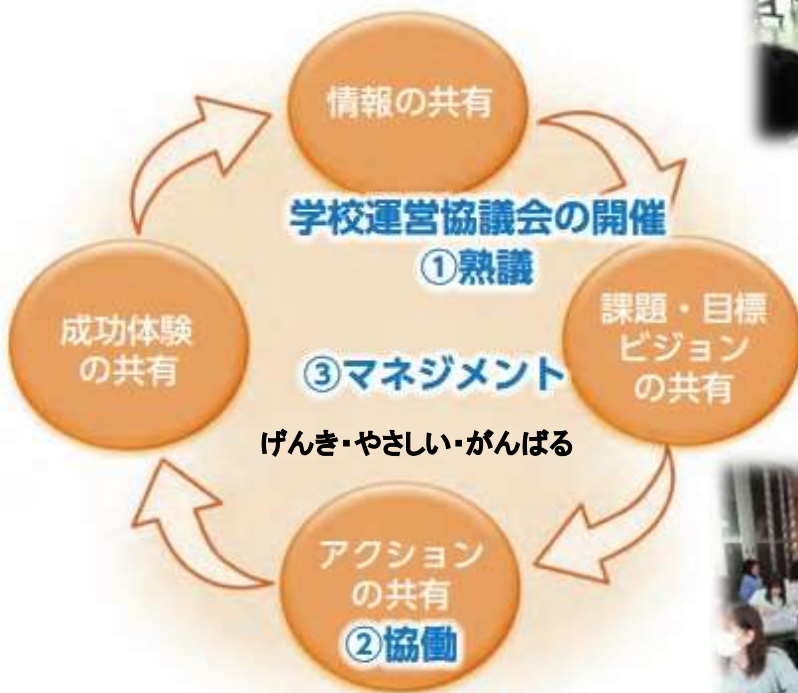 情報の共有
学校運営協議会の開催
①熟議
課題・目標
ビジョン
の共有
成功体験
の共有
③マネジメント
げんき・やさしい・がんばる
アクション
の共有
②協働